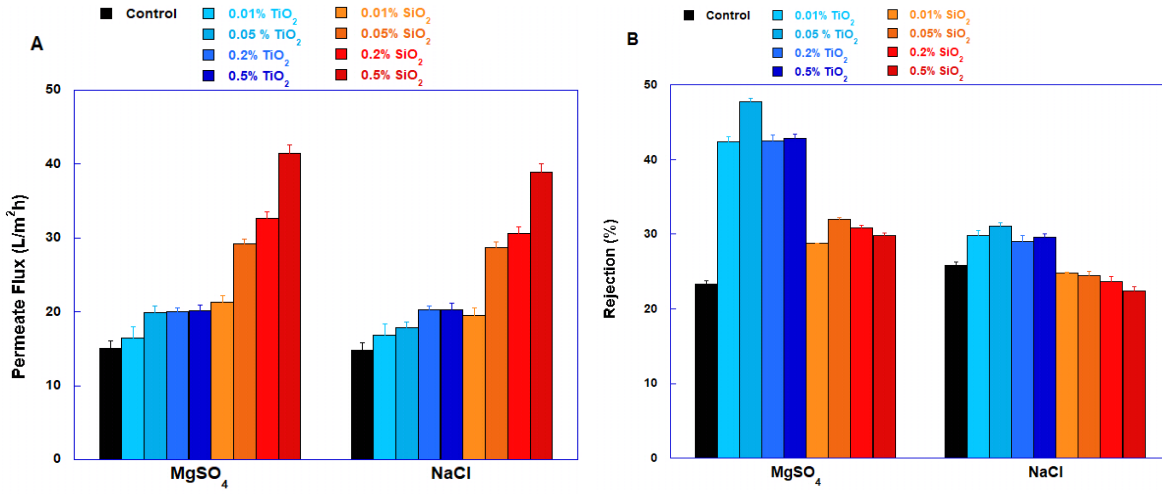 A
Control
0.01% TiO2
0.05 % TiO2
0.2% TiO2
0.5% TiO2
0.01% SiO2
0.05% SiO2
0.2% SiO2
0.5% SiO2
Permeate Flux (L/m²h)
50
40
30
20
10
0
MgSO4
NaCl
B
Control
0.01% TiO2
0.05 % TiO2
0.2% TiO2
0.5% TiO2
0.01% SiO2
0.05% SiO2
0.2% SiO2
0.5% SiO2
Rejection (%)
50
40
30
20
10
0
MgSO4
NaCl